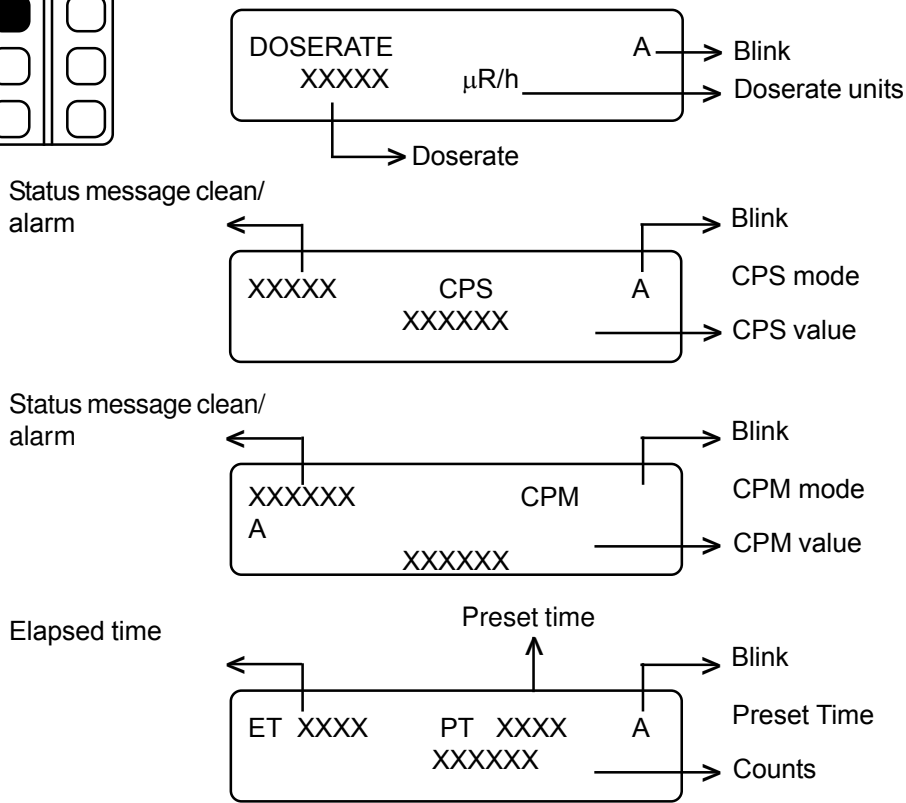 DOSERATE A Blink
XXXXX μR/h Doserate units
Doserate
Status message clean/
alarm
Blink
XXXXX CPS A CPS mode
XXXXXX
CPS value
Status message clean/
alarm
Blink
XXXXXX CPM CPM mode
A
CPM value
XXXXXX
Elapsed time Preset time
Blink
ET XXXX PT XXXX A Preset Time
XXXXXX
Counts